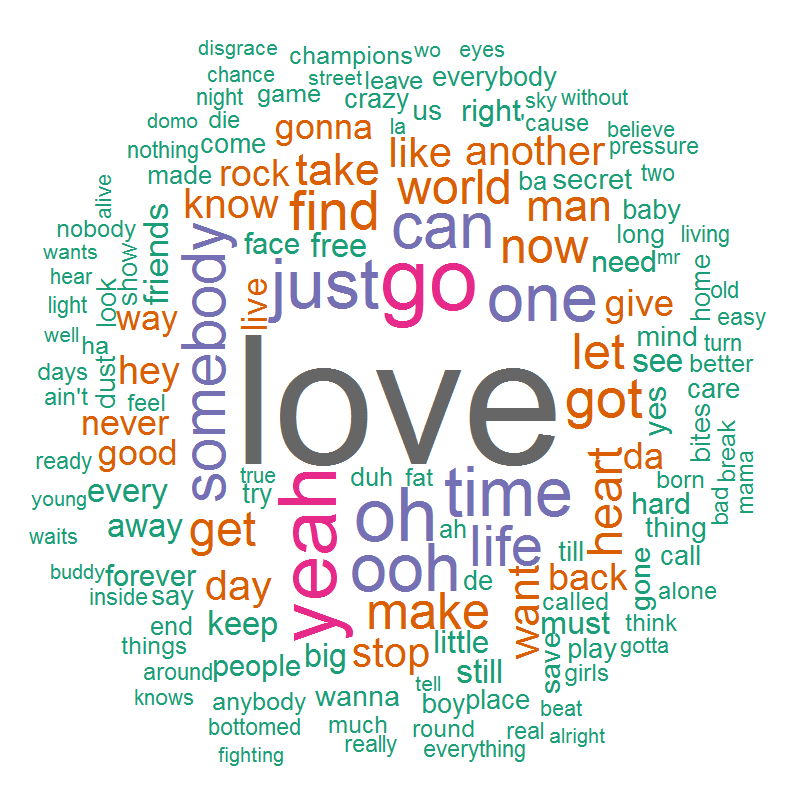 disgrace
champions
wo
eyes
chance
street
leave
everybody
night
game
crazy
us
right
sky
without
domo
die
gonna
la
'cause
believe
nothing
come
like
another
pressure
made
rock
take
world
ba
secret
two
alive
know
find
can
man
baby
nobody
friends
somebody
face
free
now
long
living
wants
show
just
go
one
need
mr
home
old
hear
look
live
give
light
way
easy
well
ha
love
let
mind
turn
days
dust
hey
see
better
ain't
feel
got
yes
care
never
bites
break
ready
good
true
duh
fat
heart
da
born
bad
mama
young
every
try
yeah
oh
time
hard
waits
away
get
ah
life
till
thing
buddy
forever
day
ooh
de
want
back
gone
call
inside
say
make
called
alone
end
keep
stop
little
must
think
things
people
big
still
save
play
gotta
around
tell
girls
knows
anybody
wanna
boy
place
beat
bottomed
much
round
real
alright
fighting
really
everything